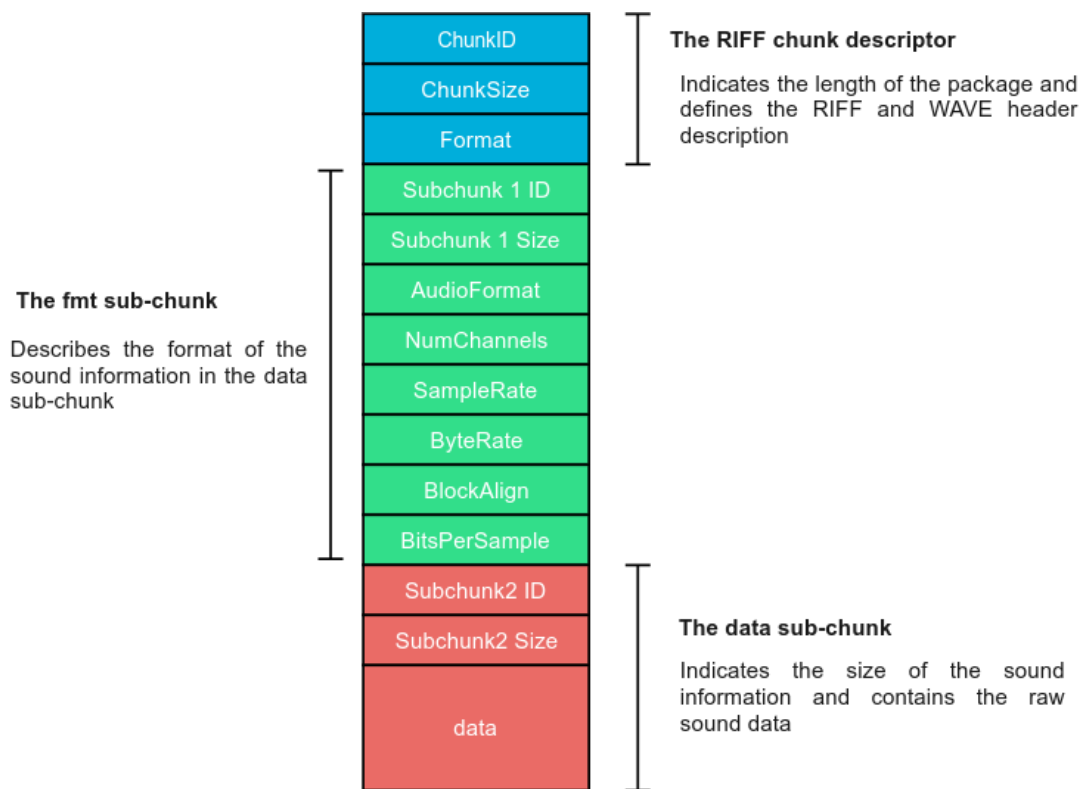 ChunkID
ChunkSize
Format
Subchunk 1 ID
Subchunk 1 Size
AudioFormat
NumChannels
SampleRate
ByteRate
BlockAlign
BitsPerSample
Subchunk2 ID
Subchunk2 Size
data
The RIFF chunk descriptor
Indicates the length of the package and
defines the RIFF and WAVE header
description
The fmt sub-chunk
Describes the format of the
sound information in the data
sub-chunk
The data sub-chunk
Indicates the size of the sound
information and contains the raw
sound data